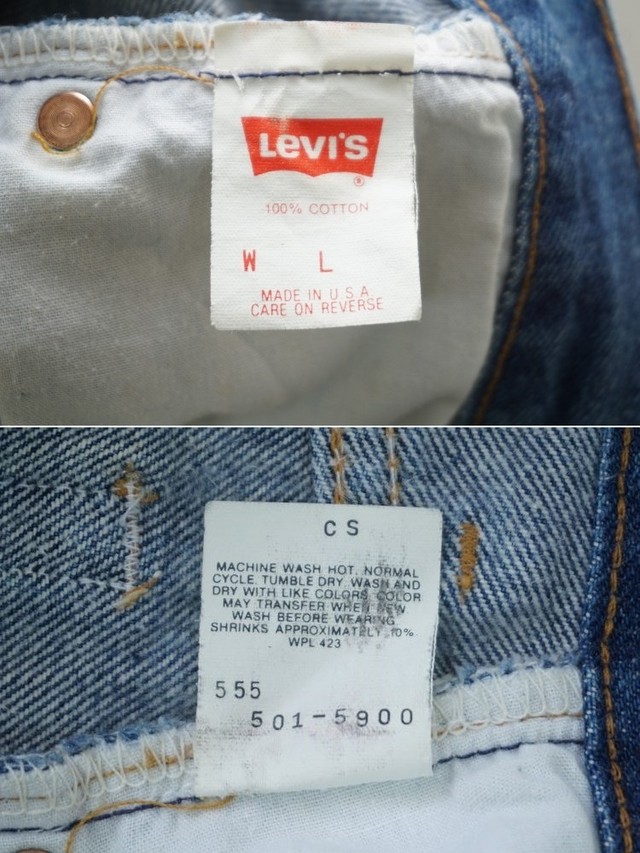 LEVI'S
®
100% COTTON
W L
MADE IN U.S.A.
CARE ON REVERSE
CS
MACHINE WASH HOT, NORMAL
CYCLE, TUMBLE DRY. WASH AND
DRY WITH LIKE COLORS. COLOR
MAY TRANSFER WHEN NEW
WASH BEFORE WEARING
SHRINKS APPROXIMATELY 10%
WPL 423
555
501-5900